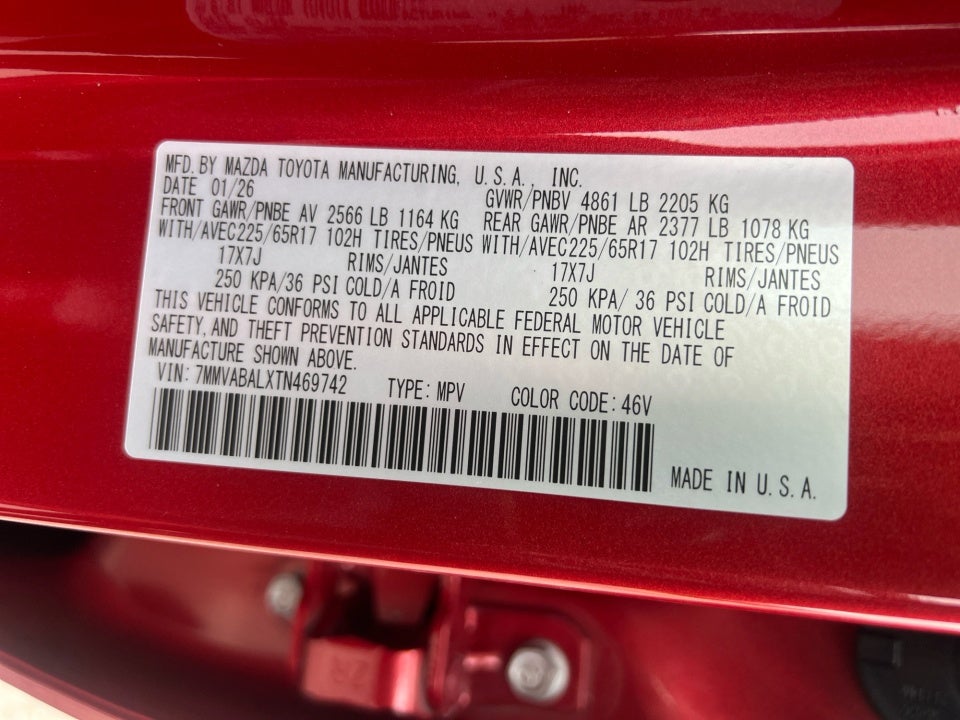 MFD. BY MAZDA TOYOTA MANUFACTURING, U.S.A., INC.
DATE 01/26 GVWR/PNBV 4861 LB 2205 KG
FRONT GAWR/PNBE AV 2566 LB 1164 KG REAR GAWR/PNBE AR 2377 LB 1078 KG
WITH/AVEC225/65R17 102H TIRES/PNEUS WITH/AVEC225/65R17 102H TIRES/PNEUS
17X7J RIMS/JANTES 17X7J RIMS/JANTES
250 KPA/36 PSI COLD/A FROID 250 KPA/ 36 PSI COLD/A FROID
THIS VEHICLE CONFORMS TO ALL APPLICABLE FEDERAL MOTOR VEHICLE
SAFETY, AND THEFT PREVENTION STANDARDS IN EFFECT ON THE DATE OF
MANUFACTURE SHOWN ABOVE.
VIN: 7MMVABALXTN469742 TYPE: MPV COLOR CODE: 46V
MADE IN U.S.A.